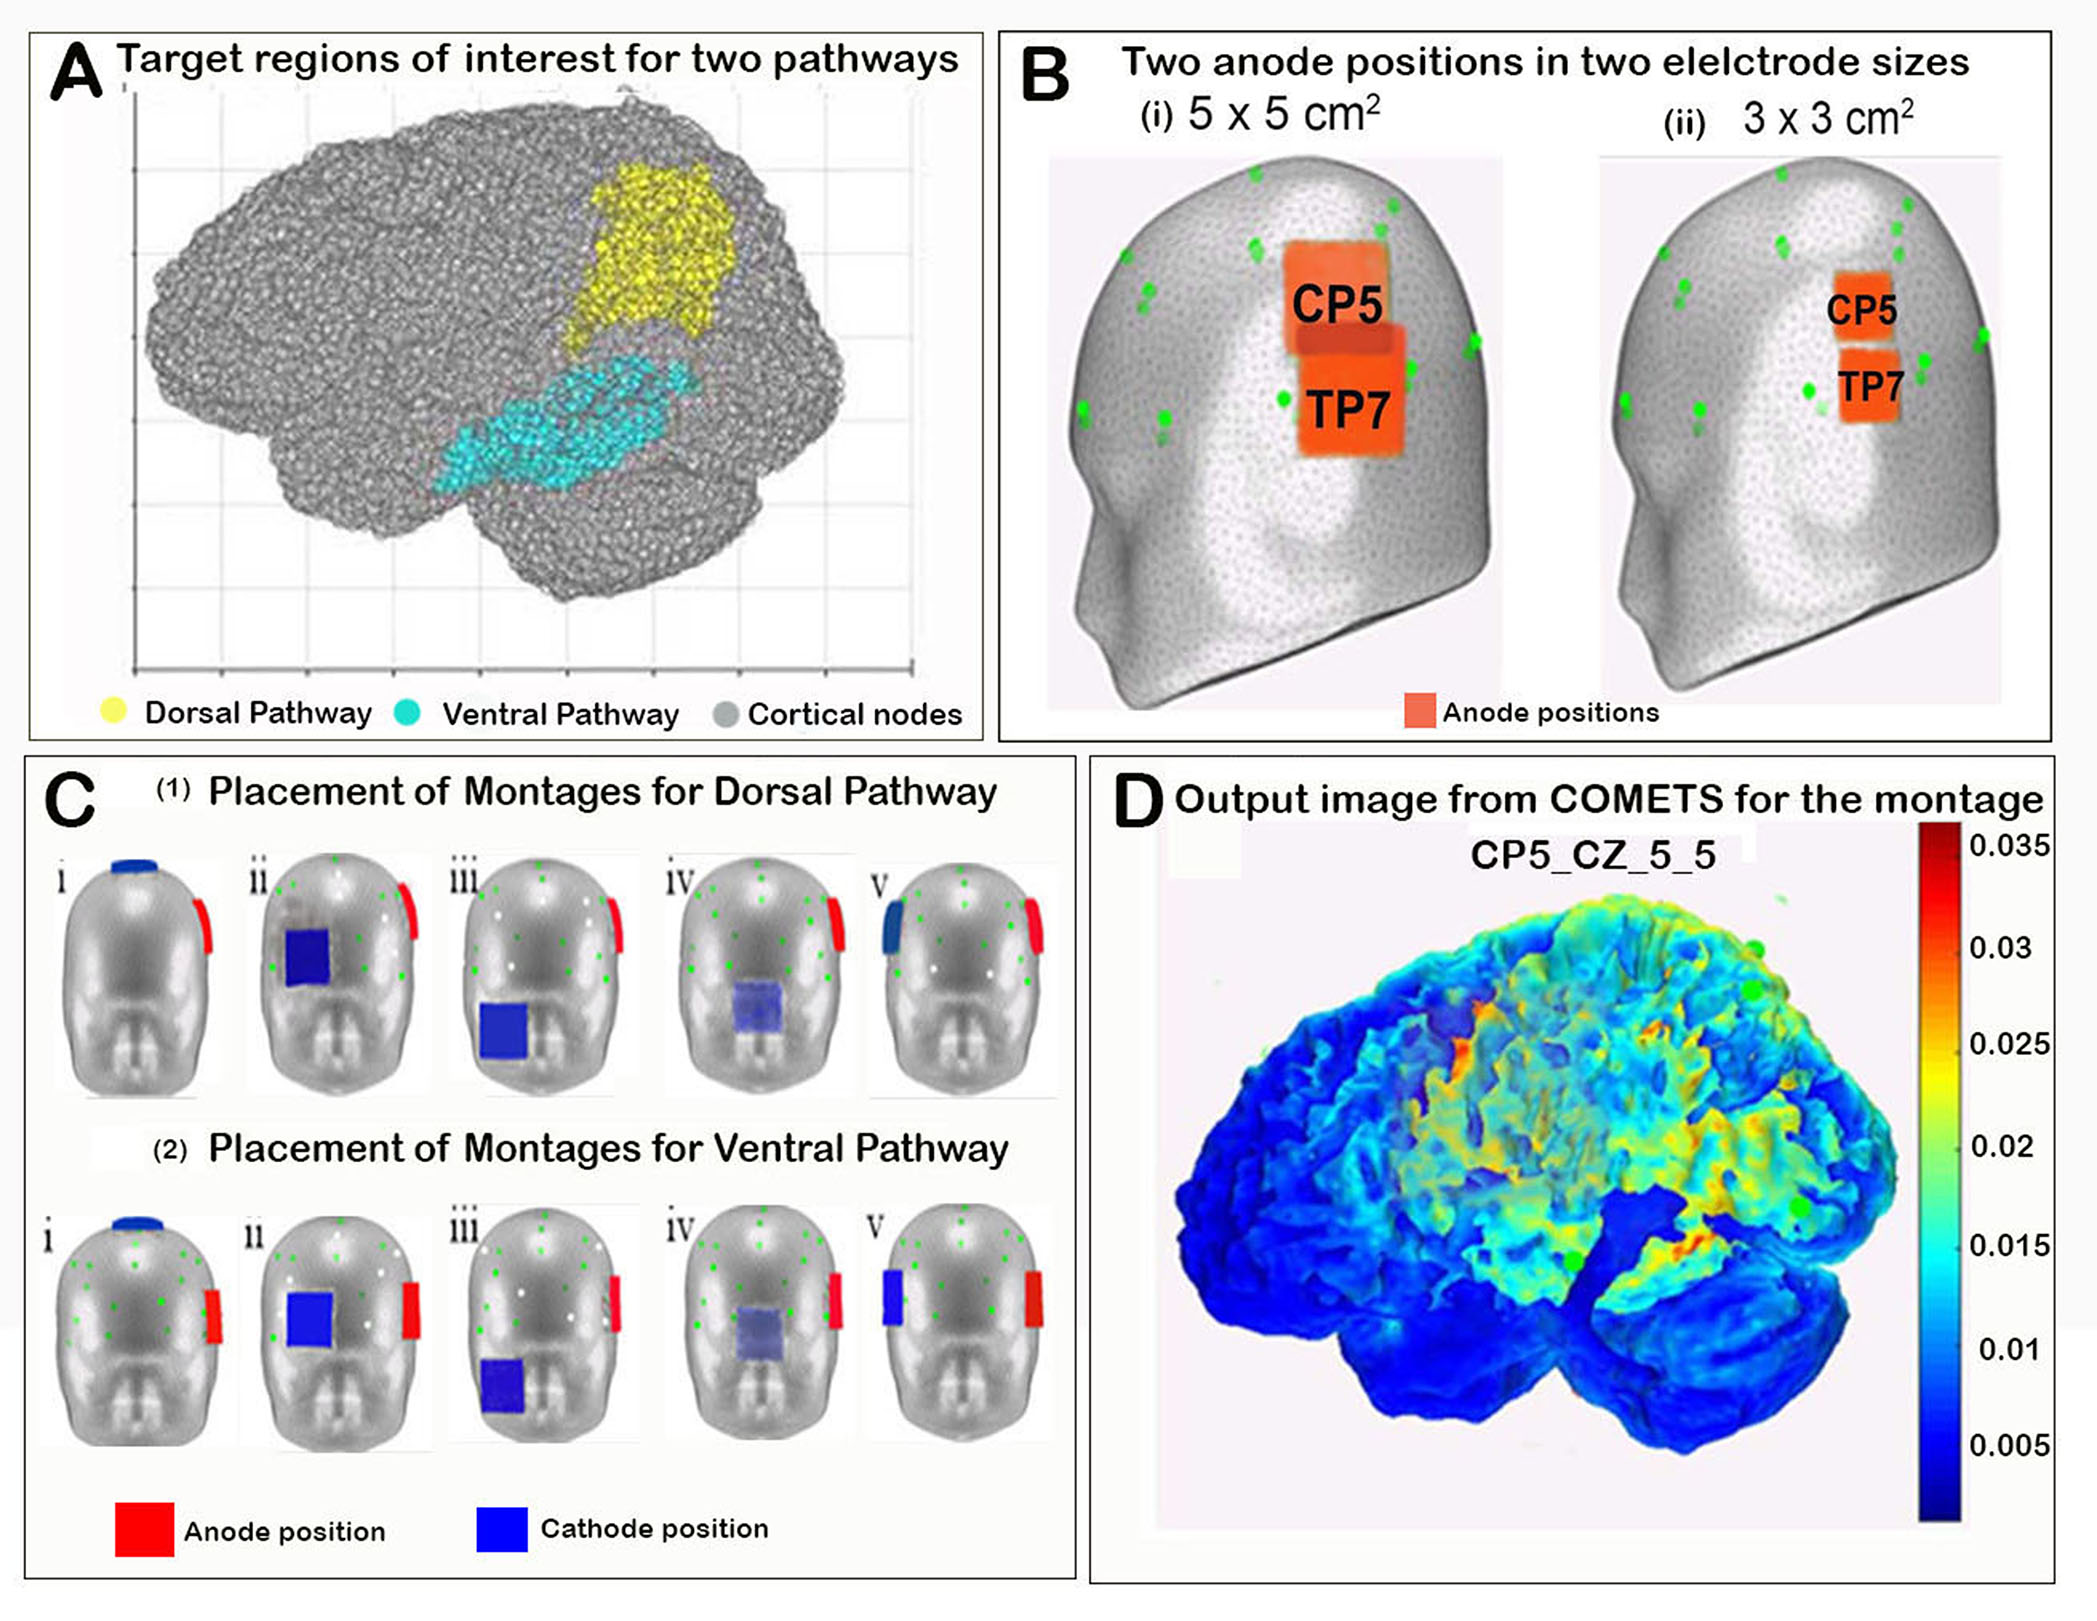 A Target regions of interest for two pathways
Dorsal Pathway Ventral Pathway Cortical nodes
B Two anode positions in two elelctrode sizes
(i) 5 x 5 cm² (ii) 3 x 3 cm²
CP5 CP5
TP7 TP7
Anode positions
C (1) Placement of Montages for Dorsal Pathway
i ii iii iv v
(2) Placement of Montages for Ventral Pathway
i ii iii iv v
Anode position Cathode position
D Output image from COMETS for the montage
CP5_CZ_5_5
0.035
0.03
0.025
0.02
0.015
0.01
0.005